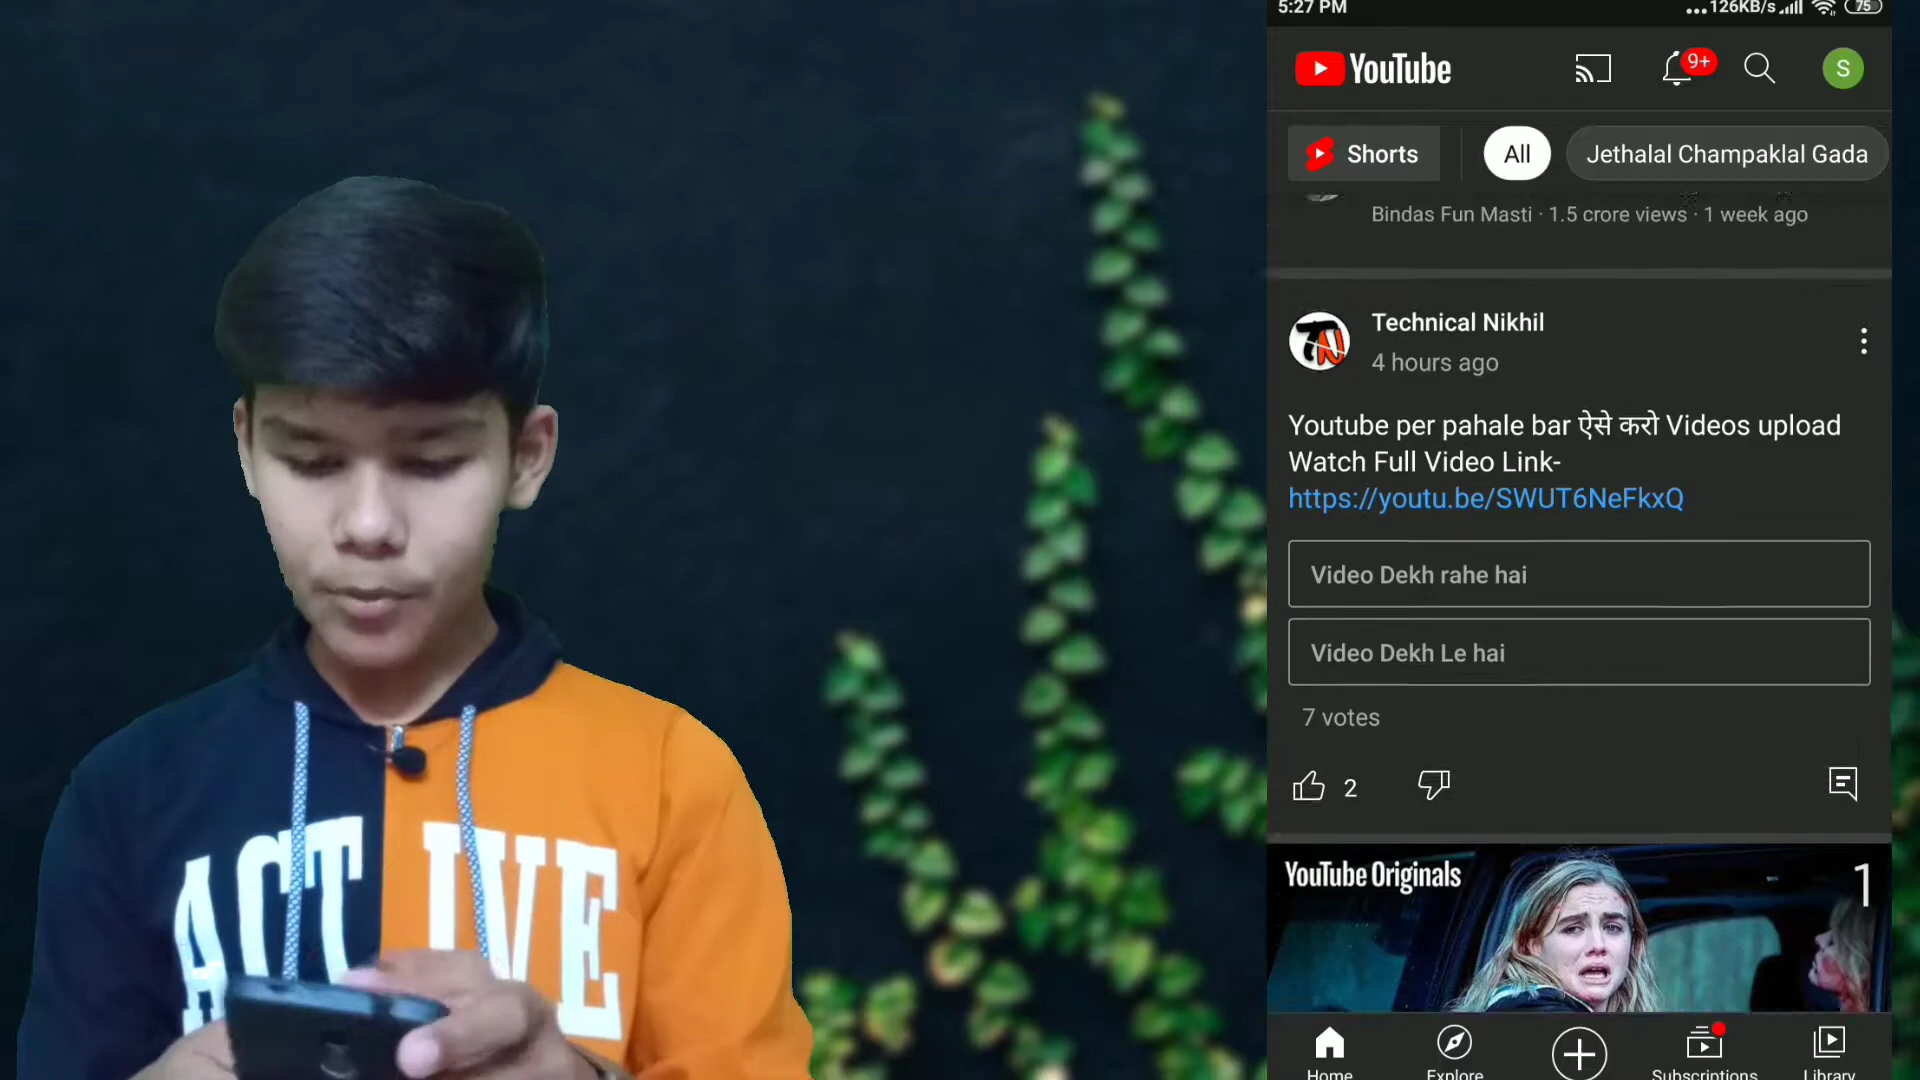 5:27 PM
...126KB/s 75
YouTube
9+
S
Shorts
All
Jethalal Champaklal Gada
Bindas Fun Masti · 1.5 crore views · 1 week ago
Technical Nikhil
4 hours ago
Youtube per pahale bar ऐसे करो Videos upload
Watch Full Video Link-
https://youtu.be/SWUT6NeFkxQ
Video Dekh rahe hai
Video Dekh Le hai
7 votes
2
YouTube Originals
1
Home
Explore
Subscriptions
Library
ACTIVE
TN